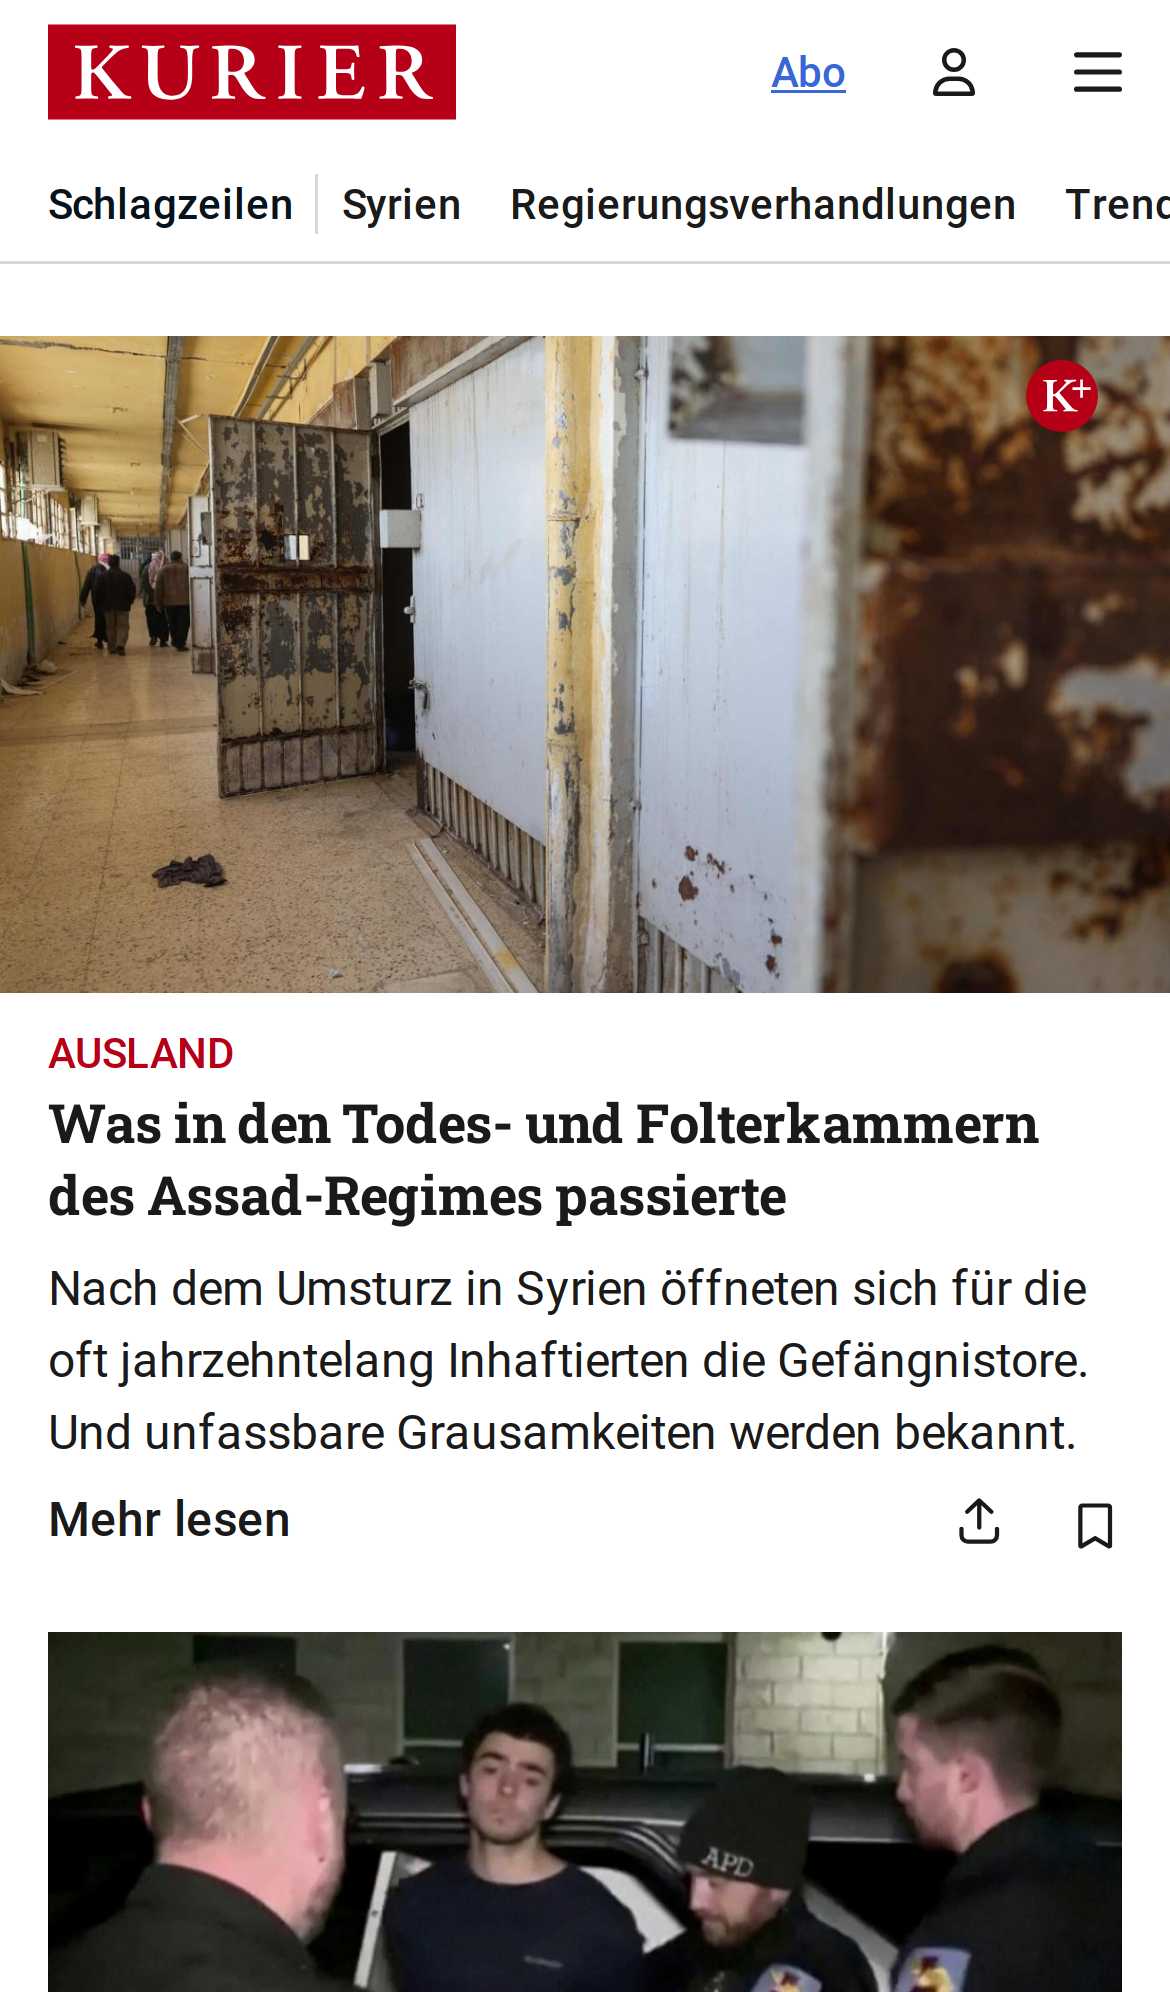 KURIER
Abo
Schlagzeilen
Syrien
Regierungsverhandlungen
Trend
K+
AUSLAND
Was in den Todes- und Folterkammern
des Assad-Regimes passierte
Nach dem Umsturz in Syrien öffneten sich für die
oft jahrzehntelang Inhaftierten die Gefängnistore.
Und unfassbare Grausamkeiten werden bekannt.
Mehr lesen
APD